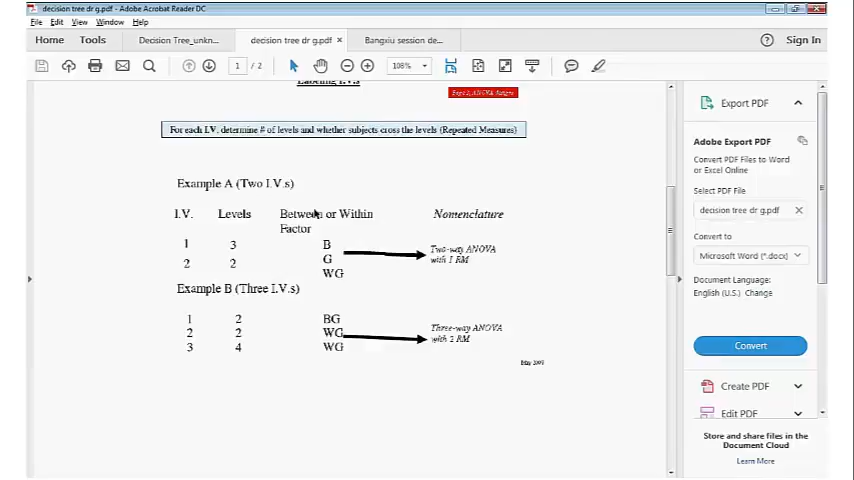 decision tree dr g.pdf - Adobe Acrobat Reader DC
File Edit View Window Help
Home Tools Decision Tree_unkn... decision tree dr g.pdf × Bangxiu session de... ? Sign In
1 / 2 108%
Labeling I.V.s
For each I.V. determine # of levels and whether subjects cross the levels (Repeated Measures)
Example A (Two I.V.s)
I.V. Levels Between or Within Nomenclature
Factor
1 3 B
G
Two-way ANOVA
with 1 RM
2 2 WG
Example B (Three I.V.s)
1 2 BG
2 2 WG
3 4 WG
Three-way ANOVA
with 2 RM
May 2009
Export PDF
Adobe Export PDF
Convert PDF Files to Word
or Excel Online
Select PDF File
decision tree dr g.pdf ×
Convert to
Microsoft Word (*.docx)
Document Language:
English (U.S.) Change
Convert
Create PDF
Edit PDF
Store and share files in the
Document Cloud
Learn More